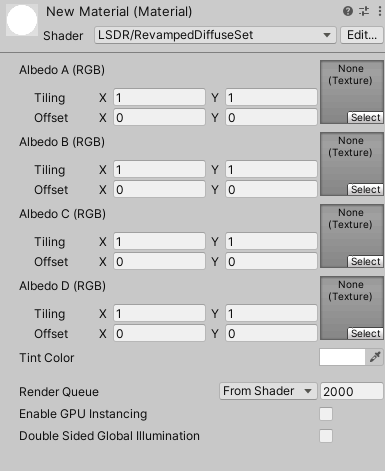 New Material (Material)
Shader LSDR/RevampedDiffuseSet Edit...
Albedo A (RGB) None (Texture)
Tiling X 1 Y 1
Offset X 0 Y 0 Select
Albedo B (RGB) None (Texture)
Tiling X 1 Y 1
Offset X 0 Y 0 Select
Albedo C (RGB) None (Texture)
Tiling X 1 Y 1
Offset X 0 Y 0 Select
Albedo D (RGB) None (Texture)
Tiling X 1 Y 1
Offset X 0 Y 0 Select
Tint Color
Render Queue From Shader 2000
Enable GPU Instancing
Double Sided Global Illumination